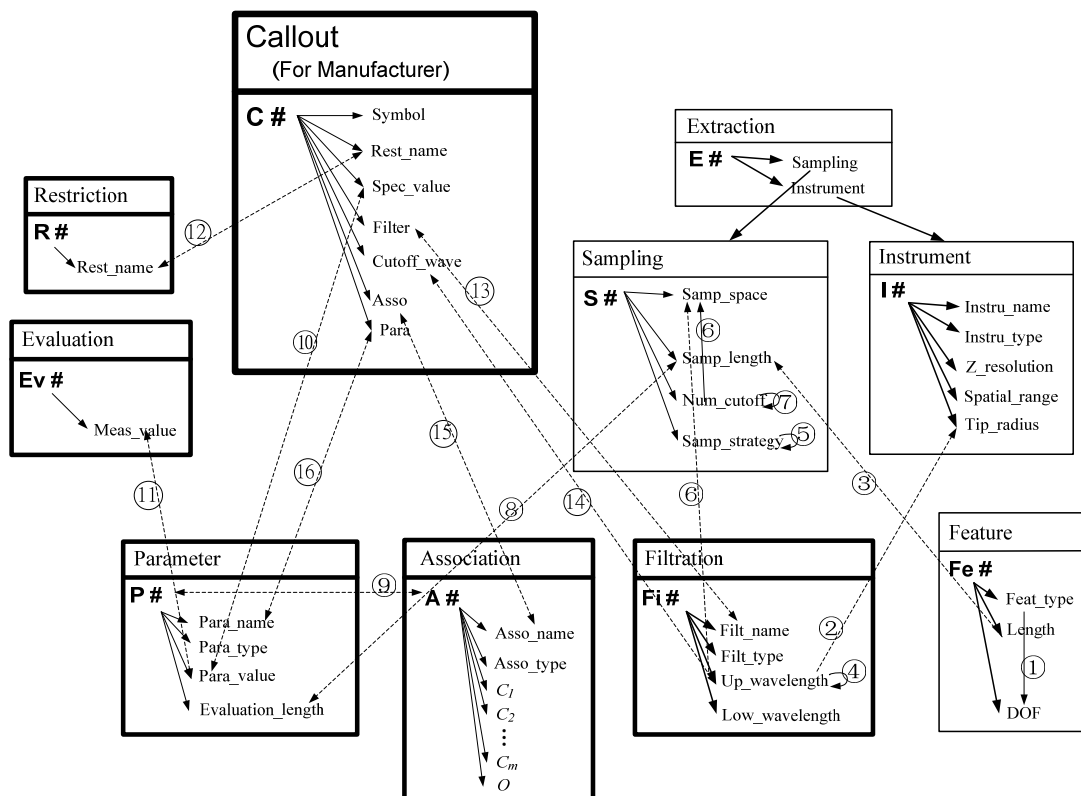 Callout
(For Manufacturer)
C #
Symbol
Rest_name
Spec_value
Filter
Cutoff_wave
Asso
Para
Extraction
E #
Sampling
Instrument
Restriction
R #
Rest_name
Evaluation
Ev #
Meas_value
Sampling
S #
Samp_space
Samp_length
Num_cutoff
Samp_strategy
Instrument
I #
Instru_name
Instru_type
Z_resolution
Spatial_range
Tip_radius
⑫
⑬
⑩
⑥
⑦
⑤
⑮
⑯
⑪
⑧
⑭
⑥
③
⑨
②
④
①
Parameter
P #
Para_name
Para_type
Para_value
Evaluation_length
Association
A #
Asso_name
Asso_type
C1
C2
⋮
Cm
O
Filtration
Fi #
Filt_name
Filt_type
Up_wavelength
Low_wavelength
Feature
Fe #
Feat_type
Length
DOF